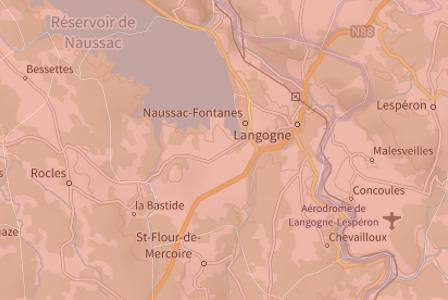 Réservoir de
Naussac
N88
Bessettes
Lespéron
Naussac-Fontanes
Langogne
Malesveilles
Rocles
Concoules
la Bastide
Aérodrome de
Langogne-Lespéron
St-Flour-de-
Mercoire
Chevailloux